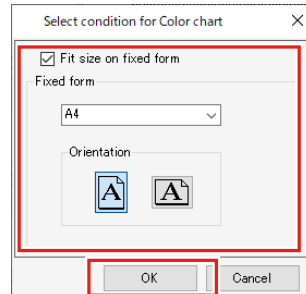 Select condition for Color chart
Fit size on fixed form
Fixed form
A4
Orientation
A A
OK Cancel